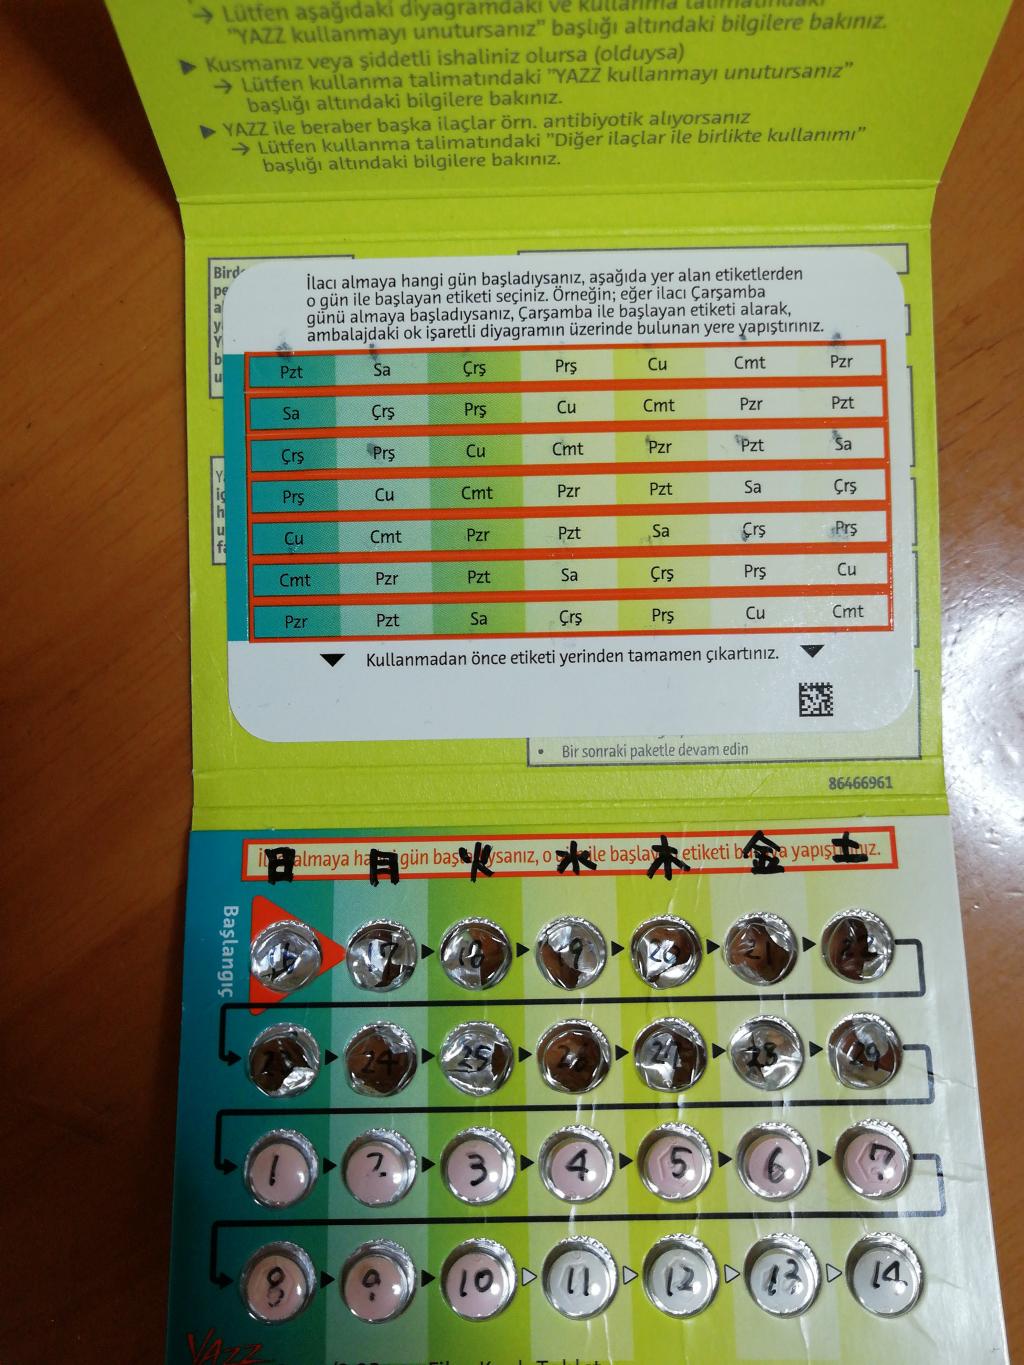 → Lütfen aşağıdaki diyagramdaki ve kullanma talimatındaki
"YAZZ kullanmayı unutursanız" başlığı altındaki bilgilere bakınız.
► Kusmanız veya şiddetli ishaliniz olursa (olduysa)
→ Lütfen kullanma talimatındaki "YAZZ kullanmayı unutursanız"
başlığı altındaki bilgilere bakınız.
► YAZZ ile beraber başka ilaçlar örn. antibiyotik alıyorsanız
→ Lütfen kullanma talimatındaki "Diğer ilaçlar ile birlikte kullanımı"
başlığı altındaki bilgilere bakınız.
İlacı almaya hangi gün başladıysanız, aşağıda yer alan etiketlerden
o gün ile başlayan etiketi seçiniz. Örneğin; eğer ilacı Çarşamba
günü almaya başladıysanız, Çarşamba ile başlayan etiketi alarak,
ambalajdaki ok işaretli diyagramın üzerinde bulunan yere yapıştırınız.
Pzt Sa Çrş Prş Cu Cmt Pzr
Sa Çrş Prş Cu Cmt Pzr Pzt
Çrş Prş Cu Cmt Pzr Pzt Sa
Prş Cu Cmt Pzr Pzt Sa Çrş
Cu Cmt Pzr Pzt Sa Çrş Prş
Cmt Pzr Pzt Sa Çrş Prş Cu
Pzr Pzt Sa Çrş Prş Cu Cmt
▼ Kullanmadan önce etiketi yerinden tamamen çıkartınız. ▼
• Bir sonraki paketle devam edin
86466961
日 月 火 水 木 金 土
almaya gün o ile etiketi
Başlangıç
16 17 18 19 20 21 22
23 24 25 26 27 28 29
1 2 3 4 5 6 7
8 9 10 11 12 13 14
YAZZ